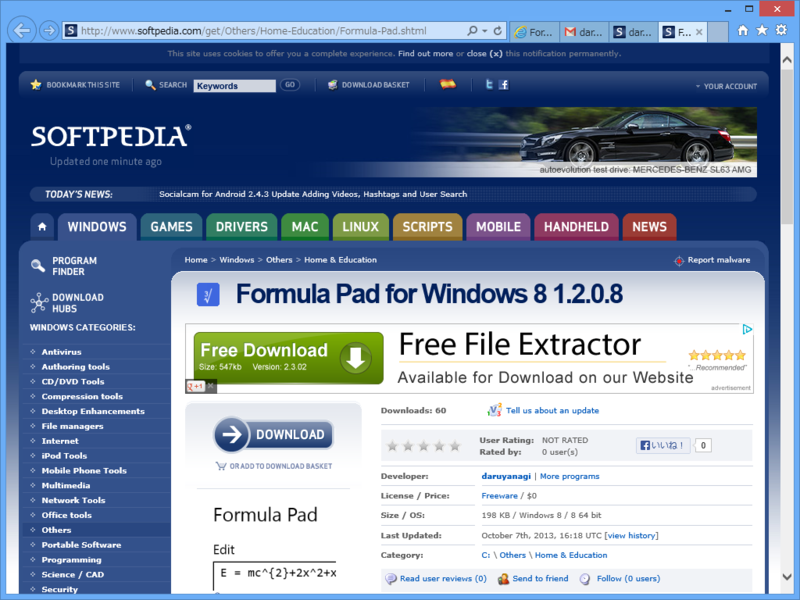 http://www.softpedia.com/get/Others/Home-Education/Formula-Pad.shtml
For...
dar...
dar...
F...
This site uses cookies to offer you a complete experience. Find out more or close (x) this notification permanently.
BOOKMARK THIS SITE
SEARCH
Keywords
GO
DOWNLOAD BASKET
YOUR ACCOUNT
SOFTPEDIA®
Updated one minute ago
autoevolution test drive: MERCEDES-BENZ SL63 AMG
TODAY'S NEWS:
Socialcam for Android 2.4.3 Update Adding Videos, Hashtags and User Search
WINDOWS
GAMES
DRIVERS
MAC
LINUX
SCRIPTS
MOBILE
HANDHELD
NEWS
PROGRAM
FINDER
DOWNLOAD
HUBS
WINDOWS CATEGORIES:
Antivirus
Authoring tools
CD/DVD Tools
Compression tools
Desktop Enhancements
File managers
Internet
iPod Tools
Mobile Phone Tools
Multimedia
Network Tools
Office tools
Others
Portable Software
Programming
Science / CAD
Security
Home > Windows > Others > Home & Education
Report malware
Formula Pad for Windows 8 1.2.0.8
Free Download
Size: 547kb Version: 2.3.02
+1
Free File Extractor
Available for Download on our Website
"...Recommended"
advertisement
DOWNLOAD
OR ADD TO DOWNLOAD BASKET
Formula Pad
Edit
E = mc^{2}+2x^2+x
Downloads: 60
Tell us about an update
User Rating: NOT RATED
Rated by: 0 user(s)
いいね！
0
Developer: daruyanagi | More programs
License / Price: Freeware / $0
Size / OS: 198 KB / Windows 8 / 8 64 bit
Last Updated: October 7th, 2013, 16:18 UTC [view history]
Category: C: \ Others \ Home & Education
Read user reviews (0)
Send to friend
Follow (0 users)